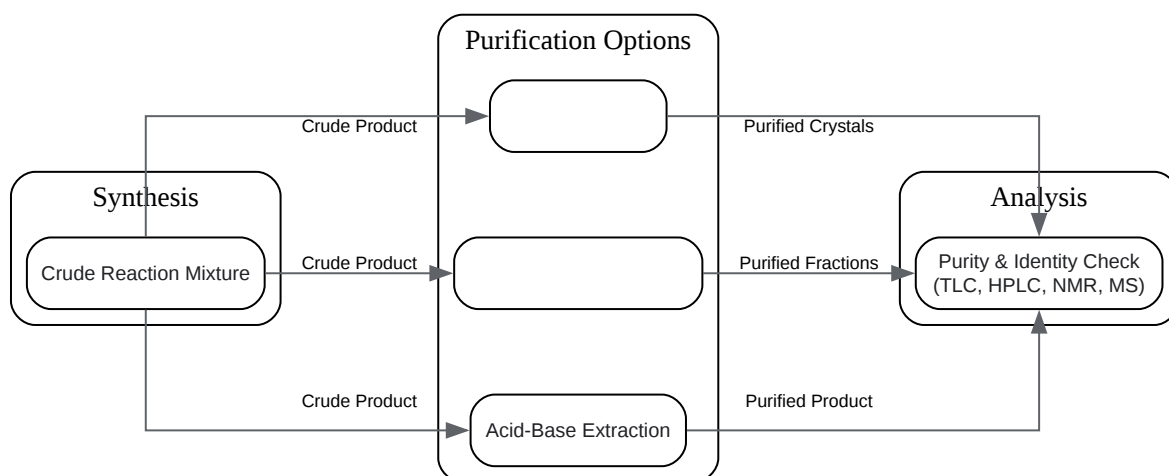 Purification Options
Crude Product
Purified Crystals
Synthesis
Analysis
Crude Reaction Mixture
Crude Product
Purified Fractions
Purity & Identity Check
(TLC, HPLC, NMR, MS)
Crude Product
Purified Product
Acid-Base Extraction